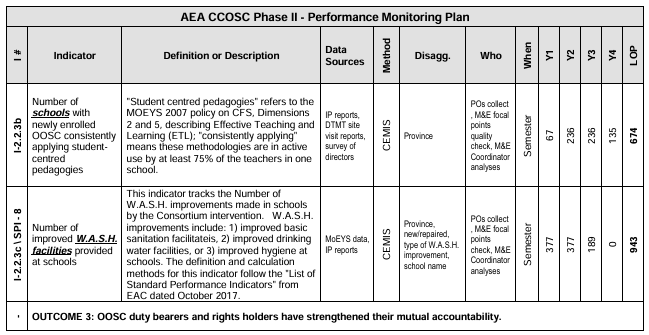 AEA CCOSC Phase II - Performance Monitoring Plan
I #
Indicator
Definition or Description
Data
Sources
Method
Disagg.
Who
When
Y1
Y2
Y3
Y4
LOP
I-2.2.3b
Number of
schools with
newly enrolled
OOSC consistently
applying student-
centred
pedagogies
"Student centred pedagogies" refers to the
MOEYS 2007 policy on CFS, Dimensions
2 and 5, describing Effective Teaching and
Learning (ETL); "consistently applying"
means these methodologies are in active
use by at least 75% of the teachers in one
school.
IP reports,
DTMT site
visit reports,
survey of
directors
CEMIS
Province
POs collect
, M&E focal
points
quality
check, M&E
Coordinator
analyses
Semester
67
236
236
135
674
I-2.2.3c \ SPI - 8
Number of
improved W.A.S.H.
facilities provided
at schools
This indicator tracks the Number of
W.A.S.H. improvements made in schools
by the Consortium intervention. W.A.S.H.
improvements include: 1) improved basic
sanitation facilitateis, 2) improved drinking
water facilities, or 3) improved hygiene at
schools. The definition and calculation
methods for this indicator follow the "List of
Standard Performance Indicators" from
EAC dated October 2017.
MoEYS data,
IP reports
CEMIS
Province,
new/repaired,
type of W.A.S.H.
improvement,
school name
POs collect
, M&E focal
points
quality
check, M&E
Coordinator
analyses
Semester
377
377
189
0
943
OUTCOME 3: OOSC duty bearers and rights holders have strengthened their mutual accountability.